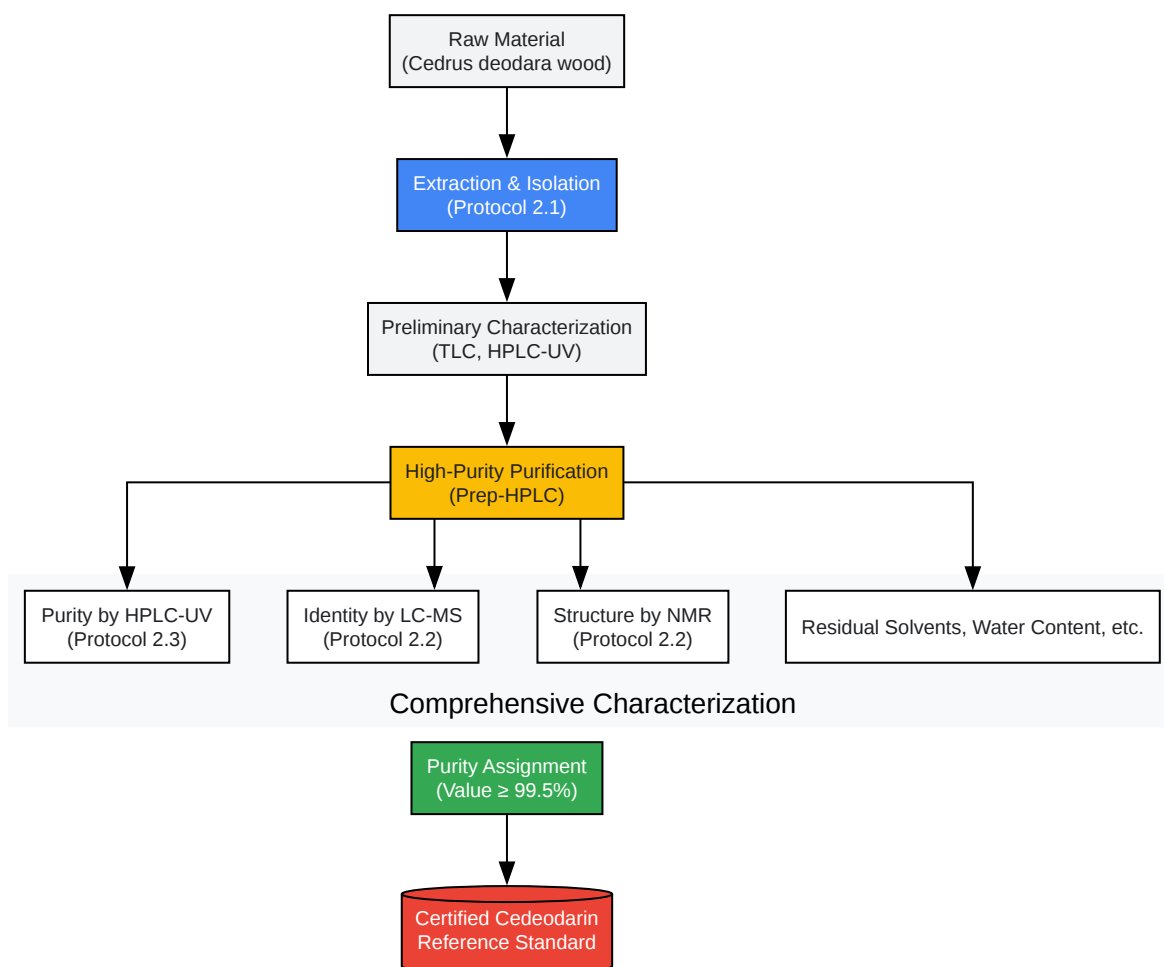 Raw Material
(Cedrus deodara wood)
Extraction & Isolation
(Protocol 2.1)
Preliminary Characterization
(TLC, HPLC-UV)
High-Purity Purification
(Prep-HPLC)
Purity by HPLC-UV
(Protocol 2.3)
Identity by LC-MS
(Protocol 2.2)
Structure by NMR
(Protocol 2.2)
Residual Solvents, Water Content, etc.
Comprehensive Characterization
Purity Assignment
(Value ≥ 99.5%)
Certified Cedeodarin
Reference Standard